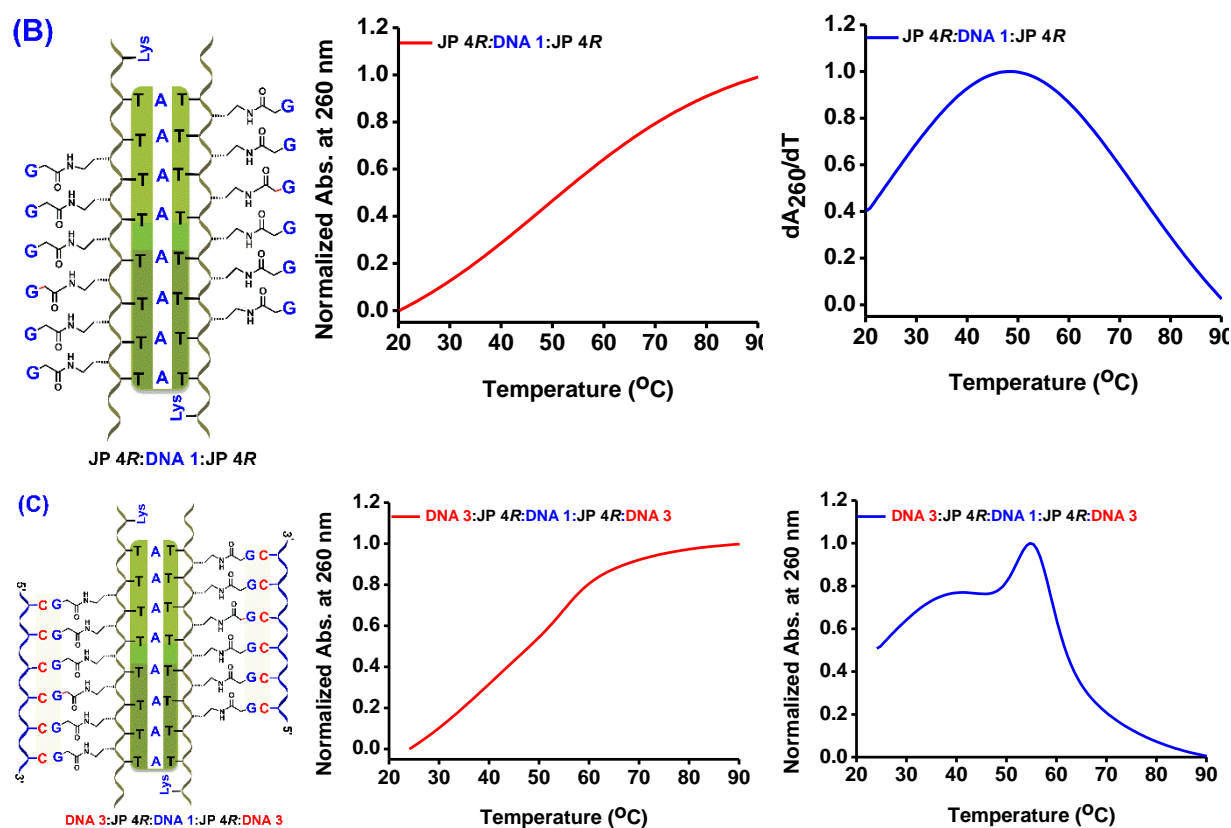 (B)
Lys
T A T N H O G
T A T N H O G
G O H N T A T N H O G
G O H N T A T N H O G
G O H N T A T N H O G
G O H N T A T N H O G
G O H N T A T
G O H N T A T
Lys
JP 4R:DNA 1:JP 4R
JP 4R:DNA 1:JP 4R
Normalized Abs. at 260 nm
1.2
1.0
0.8
0.6
0.4
0.2
0.0
20 30 40 50 60 70 80 90
Temperature (OC)
JP 4R:DNA 1:JP 4R
dA260/dT
1.2
1.0
0.8
0.6
0.4
0.2
0.0
20 30 40 50 60 70 80 90
Temperature (OC)
(C)
Lys
3'
5'
T A T N H O G C
T A T N H O G C
C G O H N T A T N H O G C
C G O H N T A T N H O G C
C G O H N T A T N H O G C
C G O H N T A T N H O G C
C G O H N T A T
C G O H N T A T
5'
3'
Lys
DNA 3:JP 4R:DNA 1:JP 4R:DNA 3
DNA 3:JP 4R:DNA 1:JP 4R:DNA 3
Normalized Abs. at 260 nm
1.2
1.0
0.8
0.6
0.4
0.2
0.0
20 30 40 50 60 70 80 90
Temperature (OC)
DNA 3:JP 4R:DNA 1:JP 4R:DNA 3
Normalized Abs. at 260 nm
1.2
1.0
0.8
0.6
0.4
0.2
0.0
20 30 40 50 60 70 80 90
Temperature (OC)